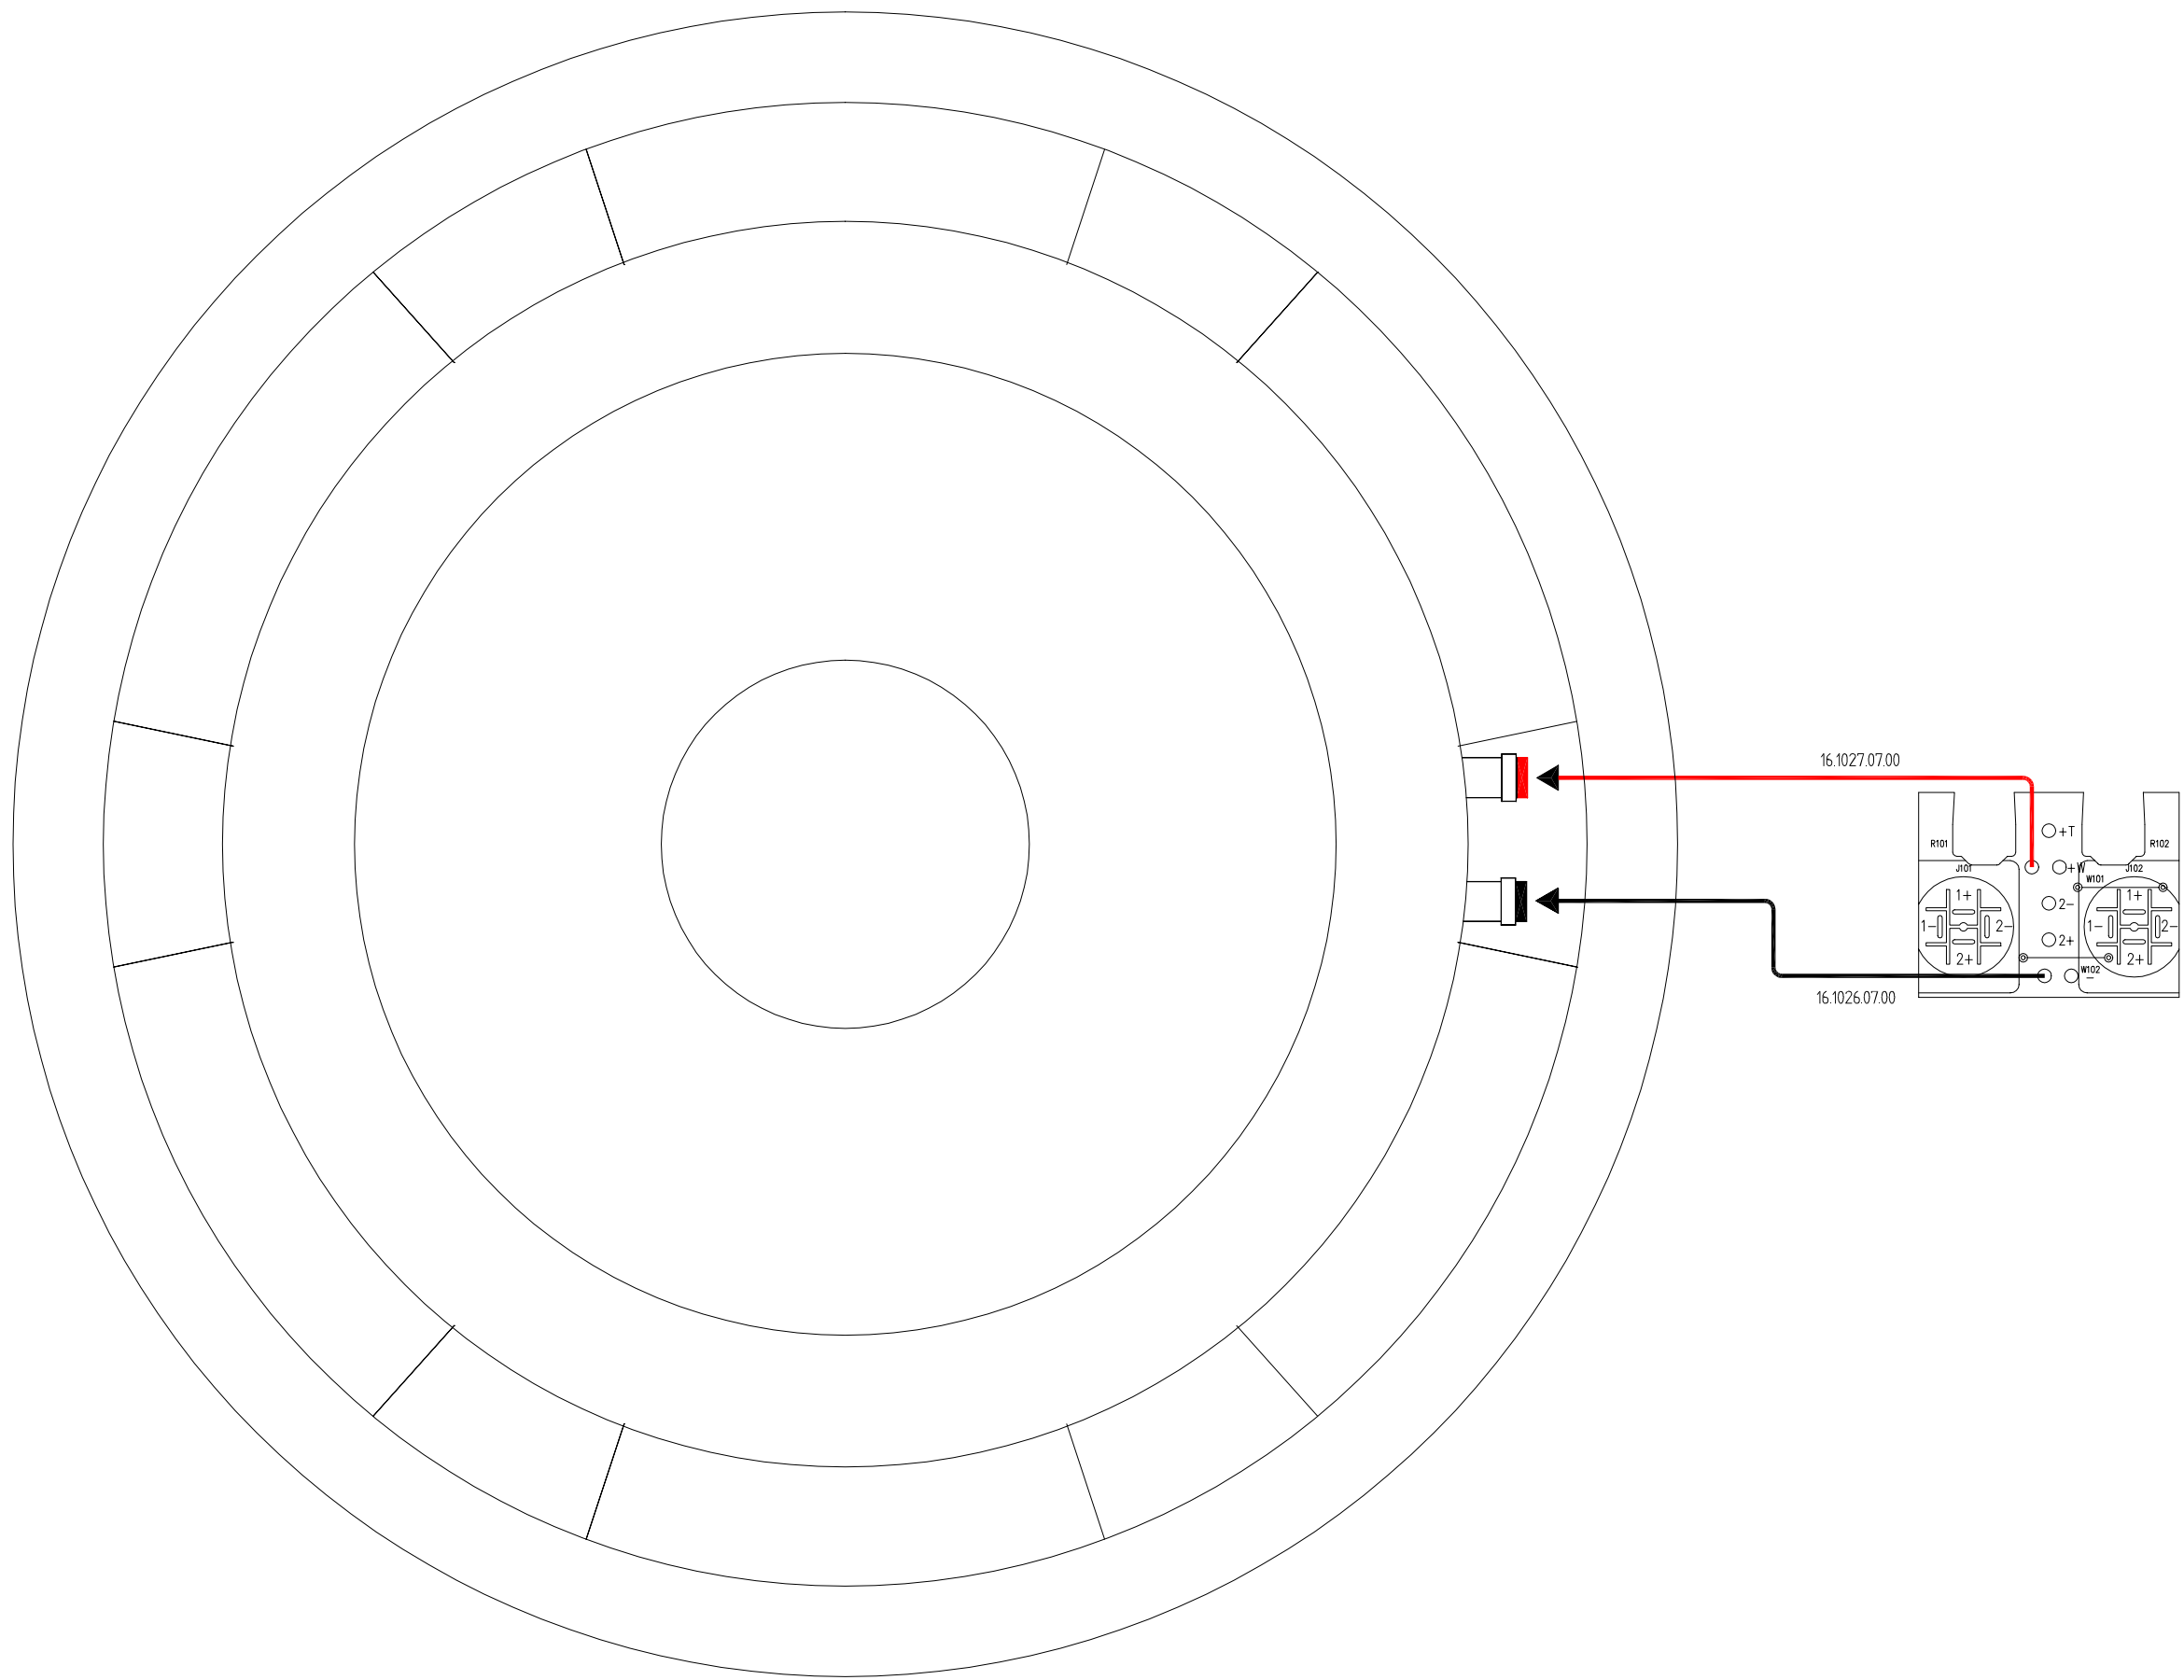 16.1027.07.00
+T
R101
R102
+W
J101
J102
W101
1+
1+
2-
1-
2-
1-
2-
2+
2+
2+
W102
-
16.1026.07.00